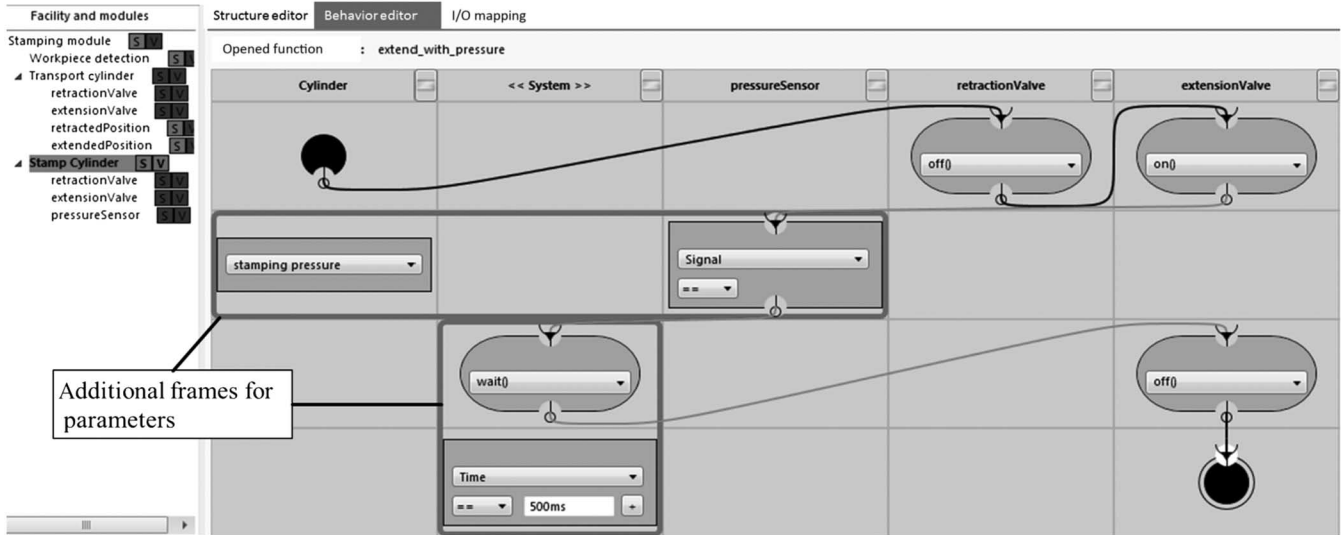 Facility and modules
Structure editor Behavior editor I/O mapping
Stamping module S V
Workpiece detection S
Transport cylinder S V
retractionValve S V
extensionValve S V
retractedPosition S
extendedPosition S
Stamp Cylinder S V
retractionValve S V
extensionValve S V
pressureSensor S V
Opened function : extend_with_pressure
Cylinder << System >> pressureSensor retractionValve extensionValve
off() on()
stamping pressure Signal
==
wait() off()
Additional frames for
parameters
Time
== 500ms +